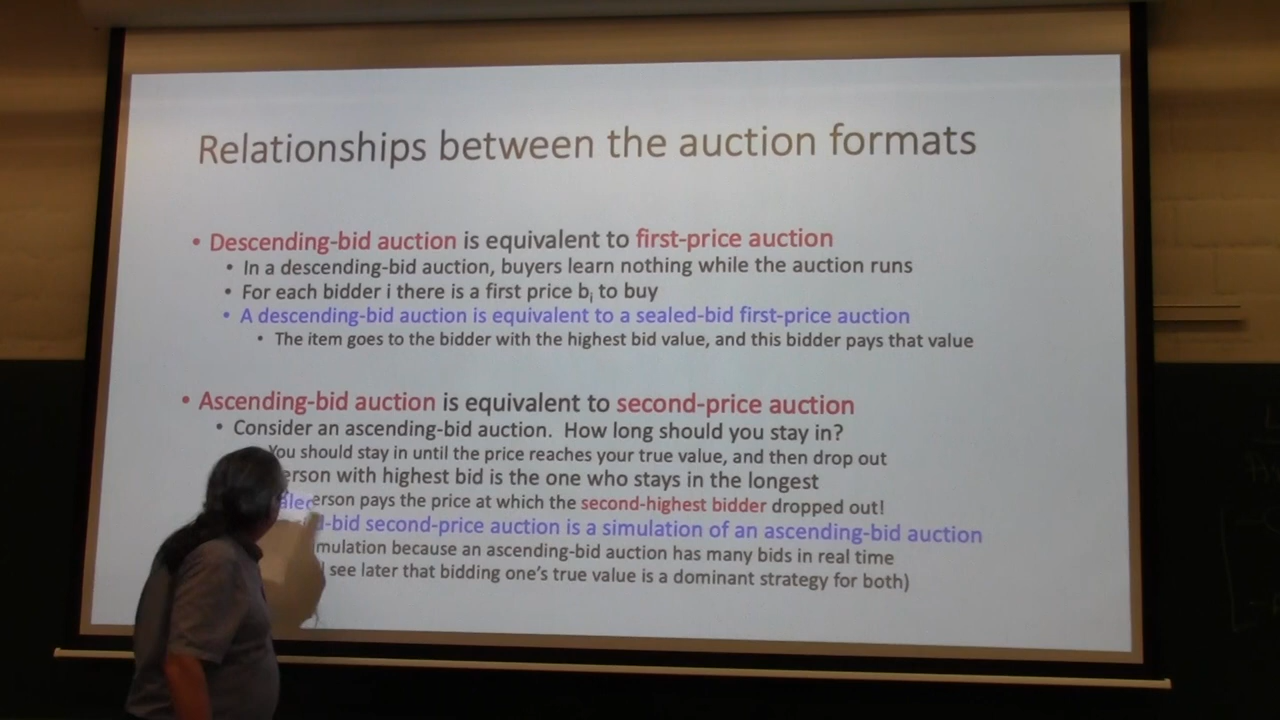 Relationships between the auction formats
• Descending-bid auction is equivalent to first-price auction
• In a descending-bid auction, buyers learn nothing while the auction runs
• For each bidder i there is a first price bᵢ to buy
• A descending-bid auction is equivalent to a sealed-bid first-price auction
• The item goes to the bidder with the highest bid value, and this bidder pays that value
• Ascending-bid auction is equivalent to second-price auction
• Consider an ascending-bid auction. How long should you stay in?
You should stay in until the price reaches your true value, and then drop out
erson with highest bid is the one who stays in the longest
erson pays the price at which the second-highest bidder dropped out!
-bid second-price auction is a simulation of an ascending-bid auction
mulation because an ascending-bid auction has many bids in real time
see later that bidding one's true value is a dominant strategy for both)